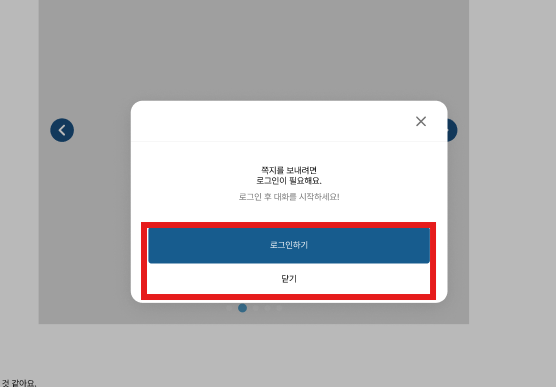 쪽지를 보내려면
로그인이 필요해요.
로그인 후 대화를 시작하세요!
로그인하기
닫기
것 같아요.